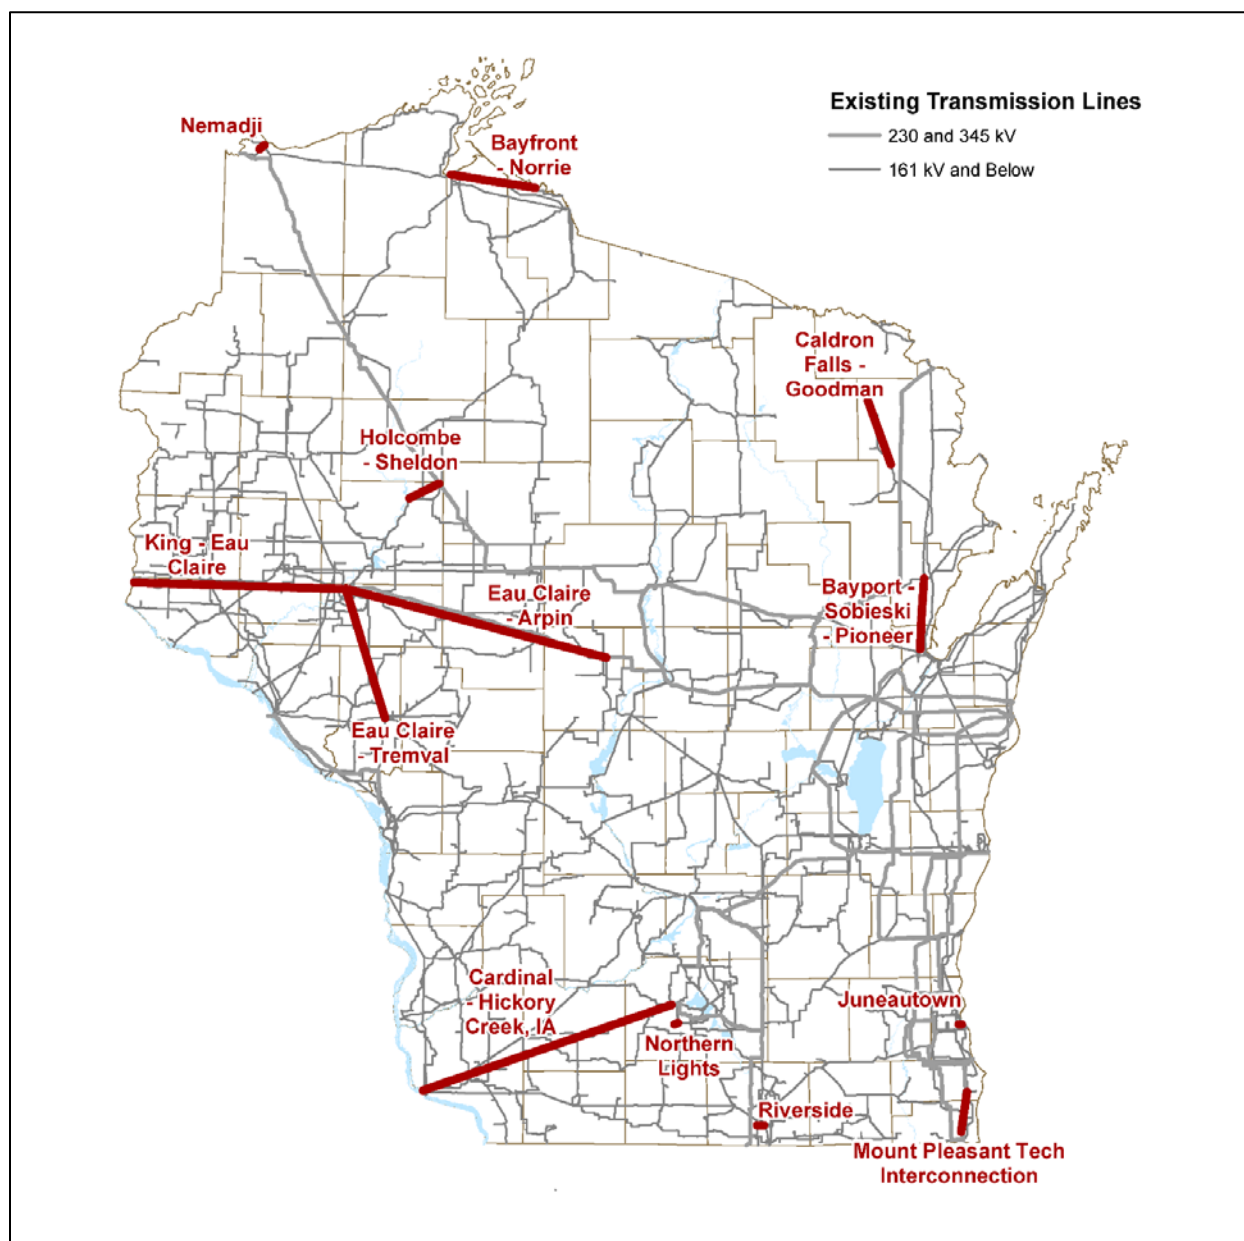 Existing Transmission Lines
230 and 345 kV
161 kV and Below
Nemadji
Bayfront
- Norrie
Caldron
Falls -
Goodman
Holcombe
- Sheldon
King - Eau
Claire
Eau Claire
- Arpin
Bayport -
Sobieski
- Pioneer
Eau Claire
- Tremval
Cardinal
- Hickory
Creek, IA
Northern
Lights
Juneautown
Riverside
Mount Pleasant Tech
Interconnection